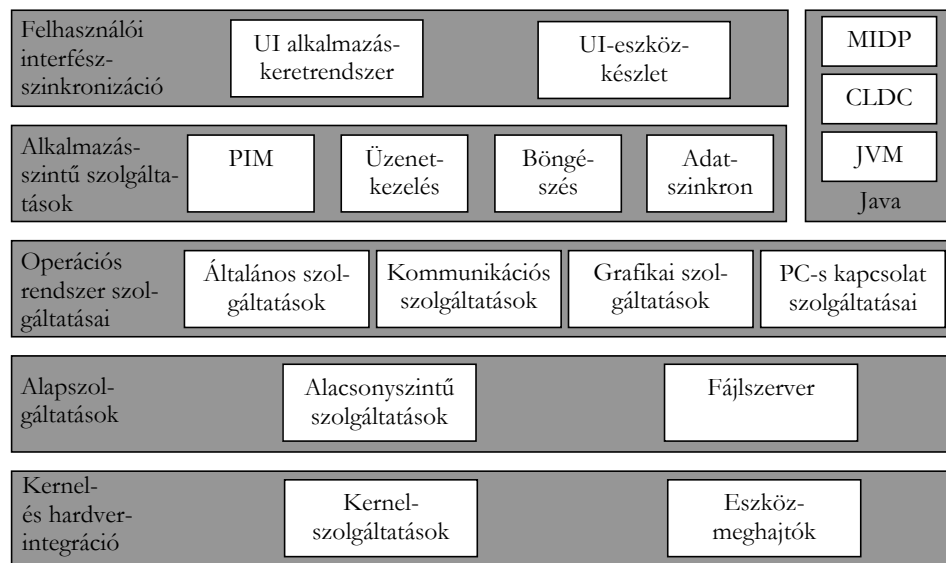 Felhasználói
interfész-
szinkronizáció
UI alkalmazás-
keretrendszer
UI-eszköz-
készlet
MIDP
CLDC
JVM
Java
Alkalmazás-
szintű szolgálta-
tások
PIM
Üzenet-
kezelés
Böngé-
szés
Adat-
szinkron
Operációs
rendszer szol-
gáltatásai
Általános szol-
gáltatások
Kommunikációs
szolgáltatások
Grafikai szol-
gáltatások
PC-s kapcsolat
szolgáltatásai
Alapszol-
gáltatások
Alacsonyszintű
szolgáltatások
Fájlszerver
Kernel-
és hardver-
integráció
Kernel-
szolgáltatások
Eszköz-
meghajtók